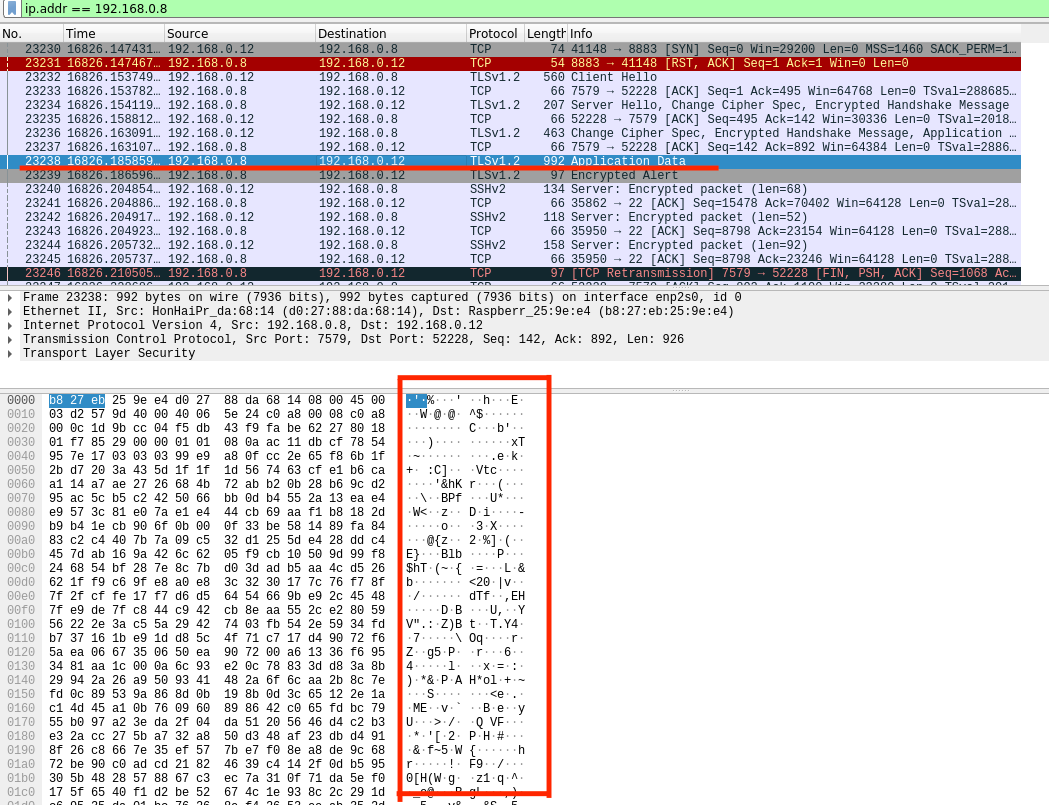 ip.addr == 192.168.0.8
No. Time Source Destination Protocol Length Info
23230 16826.147431… 192.168.0.12 192.168.0.8 TCP 74 41148 → 8883 [SYN] Seq=0 Win=29200 Len=0 MSS=1460 SACK_PERM=1…
23231 16826.147467… 192.168.0.8 192.168.0.12 TCP 54 8883 → 41148 [RST, ACK] Seq=1 Ack=1 Win=0 Len=0
23232 16826.153749… 192.168.0.12 192.168.0.8 TLSv1.2 560 Client Hello
23233 16826.153782… 192.168.0.8 192.168.0.12 TCP 66 7579 → 52228 [ACK] Seq=1 Ack=495 Win=64768 Len=0 TSval=288685…
23234 16826.154119… 192.168.0.8 192.168.0.12 TLSv1.2 207 Server Hello, Change Cipher Spec, Encrypted Handshake Message
23235 16826.158812… 192.168.0.12 192.168.0.8 TCP 66 52228 → 7579 [ACK] Seq=495 Ack=142 Win=30336 Len=0 TSval=2018…
23236 16826.163091… 192.168.0.12 192.168.0.8 TLSv1.2 463 Change Cipher Spec, Encrypted Handshake Message, Application …
23237 16826.163107… 192.168.0.8 192.168.0.12 TCP 66 7579 → 52228 [ACK] Seq=142 Ack=892 Win=64384 Len=0 TSval=2886…
23238 16826.185859… 192.168.0.8 192.168.0.12 TLSv1.2 992 Application Data
23239 16826.186596… 192.168.0.8 192.168.0.12 TLSv1.2 97 Encrypted Alert
23240 16826.204854… 192.168.0.12 192.168.0.8 SSHv2 134 Server: Encrypted packet (len=68)
23241 16826.204886… 192.168.0.8 192.168.0.12 TCP 66 35862 → 22 [ACK] Seq=15478 Ack=70402 Win=64128 Len=0 TSval=28…
23242 16826.204917… 192.168.0.12 192.168.0.8 SSHv2 118 Server: Encrypted packet (len=52)
23243 16826.204923… 192.168.0.8 192.168.0.12 TCP 66 35950 → 22 [ACK] Seq=8798 Ack=23154 Win=64128 Len=0 TSval=288…
23244 16826.205732… 192.168.0.12 192.168.0.8 SSHv2 158 Server: Encrypted packet (len=92)
23245 16826.205737… 192.168.0.8 192.168.0.12 TCP 66 35950 → 22 [ACK] Seq=8798 Ack=23246 Win=64128 Len=0 TSval=288…
23246 16826.210505… 192.168.0.8 192.168.0.12 TCP 97 [TCP Retransmission] 7579 → 52228 [FIN, PSH, ACK] Seq=1068 Ac…
Frame 23238: 992 bytes on wire (7936 bits), 992 bytes captured (7936 bits) on interface enp2s0, id 0
Ethernet II, Src: HonHaiPr_da:68:14 (d0:27:88:da:68:14), Dst: Raspberr_25:9e:e4 (b8:27:eb:25:9e:e4)
Internet Protocol Version 4, Src: 192.168.0.8, Dst: 192.168.0.12
Transmission Control Protocol, Src Port: 7579, Dst Port: 52228, Seq: 142, Ack: 892, Len: 926
Transport Layer Security
0000 b8 27 eb 25 9e e4 d0 27 88 da 68 14 08 00 45 00 ·'·%···' ··h···E·
0010 03 d2 57 9d 40 00 40 06 5e 24 c0 a8 00 08 c0 a8 ··W·@·@· ^$······
0020 00 0c 1d 9b cc 04 f5 db 43 f9 fa be 62 27 80 18 ········ C···b'··
0030 01 f7 85 29 00 00 01 01 08 0a ac 11 db cf 78 54 ···)···· ······xT
0040 95 7e 17 03 03 03 99 e9 a8 0f cc 2e 65 f8 6b 1f ·~······ ···.e·k·
0050 2b d7 20 3a 43 5d 1f 1f 1d 56 74 63 cf e1 b6 ca +· :C]·· ·Vtc····
0060 a1 14 a7 ae 27 26 68 4b 72 ab b2 0b 28 b6 9c d2 ····'&hK r···(···
0070 95 ac 5c b5 c2 42 50 66 bb 0d b4 55 2a 13 ea e4 ··\··BPf ···U*···
0080 e9 57 3c 81 e0 7a e1 e4 44 cb 69 aa f1 b8 18 2d ·W<··z·· D·i····-
0090 b9 b4 1e cb 90 6f 0b 00 0f 33 be 58 14 89 fa 84 ·····o·· ·3·X····
00a0 83 c2 c4 40 7b 7a 09 c5 32 d1 25 5d e4 28 dd c4 ···@{z·· 2·%]·(··
00b0 45 7d ab 16 9a 42 6c 62 05 f9 cb 10 50 9d 99 f8 E}···Blb ····P···
00c0 24 68 54 bf 28 7e 8c 7b d0 3d ad b5 aa 4c d5 26 $hT·(~·{ ·=···L·&
00d0 62 1f f9 c6 9f e8 a0 e8 3c 32 30 17 7c 76 f7 8f b······· <20·|v··
00e0 7f 2f cf fe 17 f7 d6 d5 64 54 66 9b e9 2c 45 48 ·/······ dTf··,EH
00f0 7f e9 de 7f c8 44 c9 42 cb 8e aa 55 2c e2 80 59 ·····D·B ···U,··Y
0100 56 22 2e 3a c5 5a 29 42 74 03 fb 54 2e 59 34 fd V".:·Z)B t··T.Y4·
0110 b7 37 16 1b e9 1d d8 5c 4f 71 c7 17 d4 90 72 f6 ·7·····\ Oq····r·
0120 5a ea 06 67 35 06 50 ea 90 72 00 a6 13 36 f6 95 Z··g5·P· ·r···6··
0130 34 81 aa 1c 00 0a 6c 93 e2 0c 78 83 3d d8 3a 8b 4·····l· ··x·=·:·
0140 29 94 2a 26 a9 50 93 41 48 2a 6f 6c aa 2b 8c 7e )·*&·P·A H*ol·+·~
0150 fd 0c 89 53 9a 86 8d 0b 19 8b 0d 3c 65 12 2e 1a ···S···· ···<e·.·
0160 c1 4d 45 a1 0b 76 09 60 89 86 42 c0 65 fd bc 79 ·ME··v·` ··B·e··y
0170 55 b0 97 a2 3e da 2f 04 da 51 20 56 46 d4 c2 b3 U···>·/· ·Q VF···
0180 e3 2a cc 27 5b a7 32 a8 50 d3 48 af 23 db d4 91 ·*·'[·2· P·H·#···
0190 8f 26 c8 66 7e 35 ef 57 7b e7 f0 8e a8 de 9c 68 ·&·f~5·W {······h
01a0 72 be 90 c0 ad cd 21 82 46 39 c4 14 2f 0d b5 95 r·····!· F9··/···
01b0 30 5b 48 28 57 88 67 c3 ec 7a 31 0f 71 da 5e f0 0[H(W·g· ·z1·q·^·
01c0 17 5f 65 40 f1 d2 be 52 67 4c 1e 93 8c 2c 29 1d